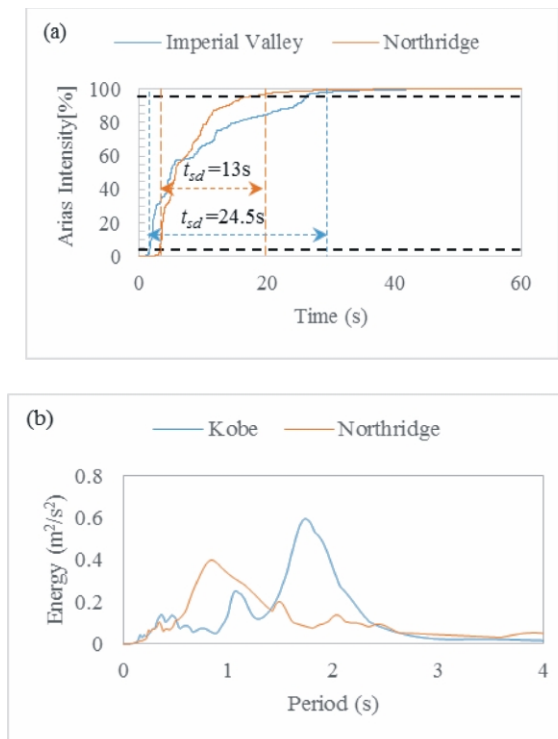 (a)
Imperial Valley Northridge
Arias Intensity[%]
100
80
60
40
20
0
t_sd =13s
t_sd =24.5s
0 20 40 60
Time (s)
(b)
Kobe Northridge
Energy (m²/s²)
0.8
0.6
0.4
0.2
0
0 1 2 3 4
Period (s)